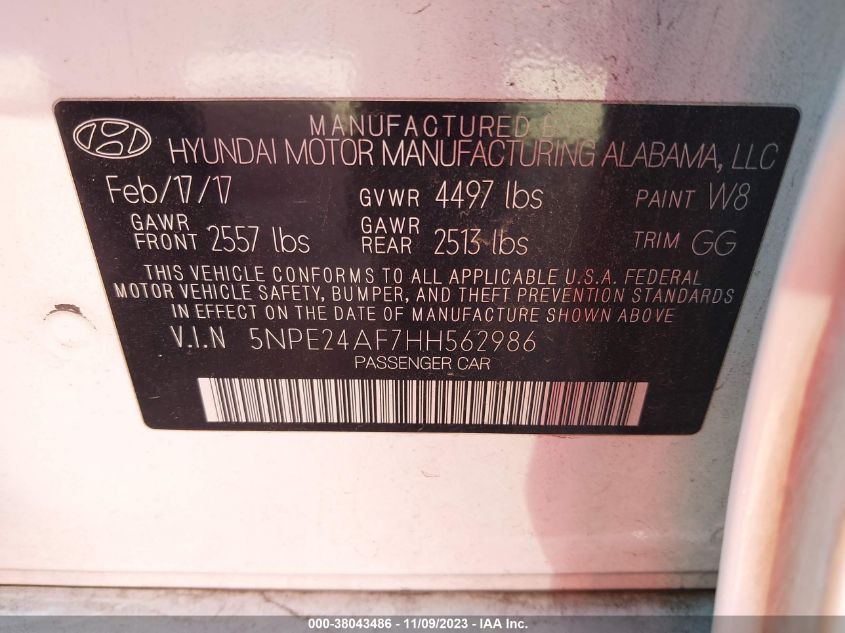 MANUFACTURED B
HYUNDAI MOTOR MANUFACTURING ALABAMA, LLC
Feb/17/17 GVWR 4497 lbs PAINT W8
GAWR FRONT 2557 lbs GAWR REAR 2513 lbs TRIM GG
THIS VEHICLE CONFORMS TO ALL APPLICABLE U.S.A. FEDERAL
MOTOR VEHICLE SAFETY, BUMPER, AND THEFT PREVENTION STANDARDS
IN EFFECT ON THE DATE OF MANUFACTURE SHOWN ABOVE
V.I.N 5NPE24AF7HH562986
PASSENGER CAR
000-38043486 - 11/09/2023 - IAA Inc.